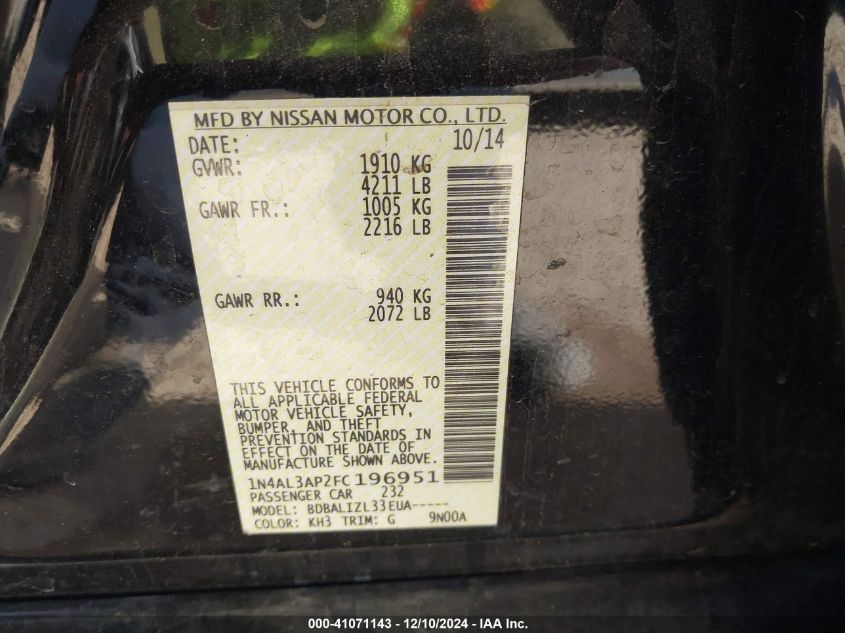 MFD BY NISSAN MOTOR CO., LTD.
DATE: 10/14
GVWR: 1910 KG
4211 LB
GAWR FR.: 1005 KG
2216 LB
GAWR RR.: 940 KG
2072 LB
THIS VEHICLE CONFORMS TO
ALL APPLICABLE FEDERAL
MOTOR VEHICLE SAFETY,
BUMPER, AND THEFT
PREVENTION STANDARDS IN
EFFECT ON THE DATE OF
MANUFACTURE SHOWN ABOVE.
1N4AL3AP2FC196951
PASSENGER CAR 232
MODEL: BDBALIZL33EUA-----
COLOR: KH3 TRIM: G 9N00A
000-41071143 - 12/10/2024 - IAA Inc.